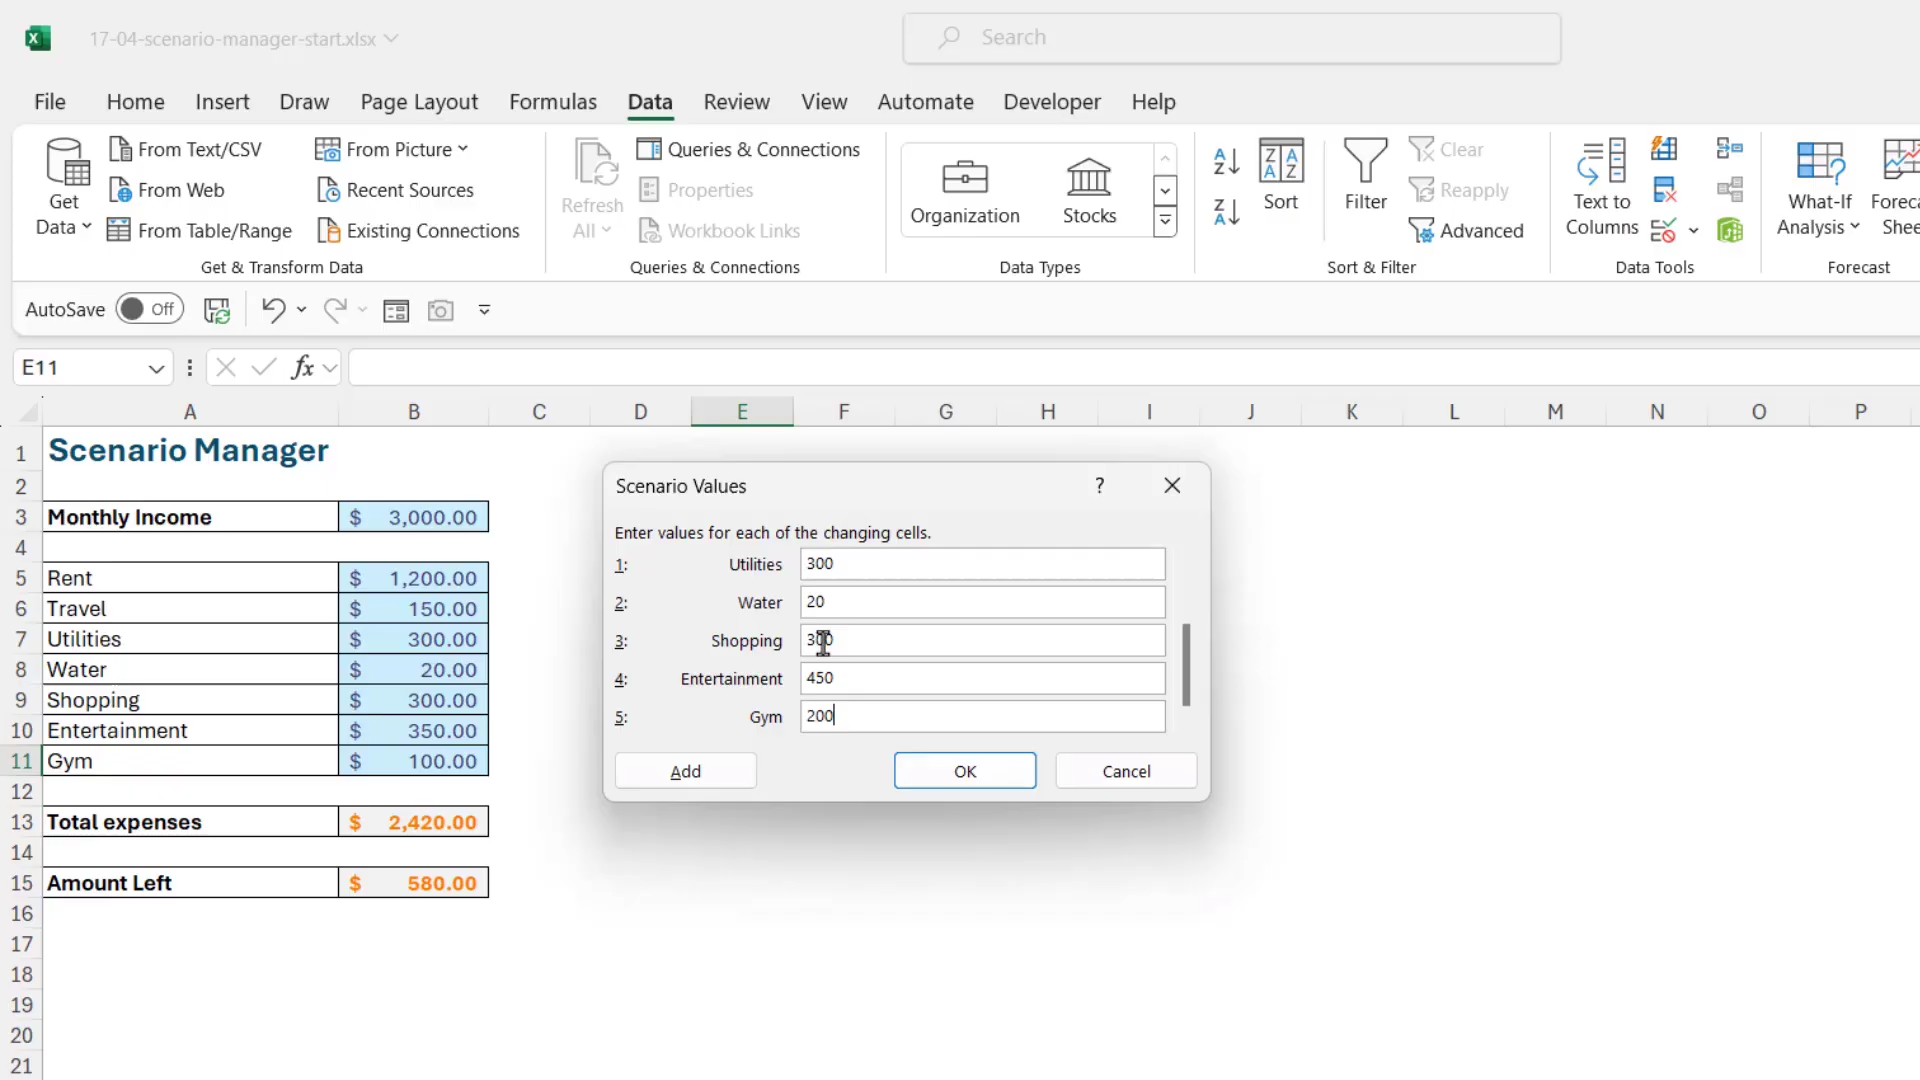 17-04-scenario-manager-start.xlsx
Search
File Home Insert Draw Page Layout Formulas Data Review View Automate Developer Help
Get Data
From Text/CSV
From Web
From Table/Range
From Picture
Recent Sources
Existing Connections
Get & Transform Data
Refresh All
Queries & Connections
Properties
Workbook Links
Queries & Connections
Organization
Stocks
Data Types
Sort
Filter
Clear
Reapply
Advanced
Sort & Filter
Text to Columns
Data Tools
What-If Analysis
Foreca
Shee
Forecast
AutoSave Off
E11
fx
A B C D E F G H I J K L M N O P
1 Scenario Manager
2
3 Monthly Income $ 3,000.00
4
5 Rent $ 1,200.00
6 Travel $ 150.00
7 Utilities $ 300.00
8 Water $ 20.00
9 Shopping $ 300.00
10 Entertainment $ 350.00
11 Gym $ 100.00
12
13 Total expenses $ 2,420.00
14
15 Amount Left $ 580.00
16
17
18
19
20
21
Scenario Values ?
Enter values for each of the changing cells.
1: Utilities 300
2: Water 20
3: Shopping 300
4: Entertainment 450
5: Gym 200
Add OK Cancel